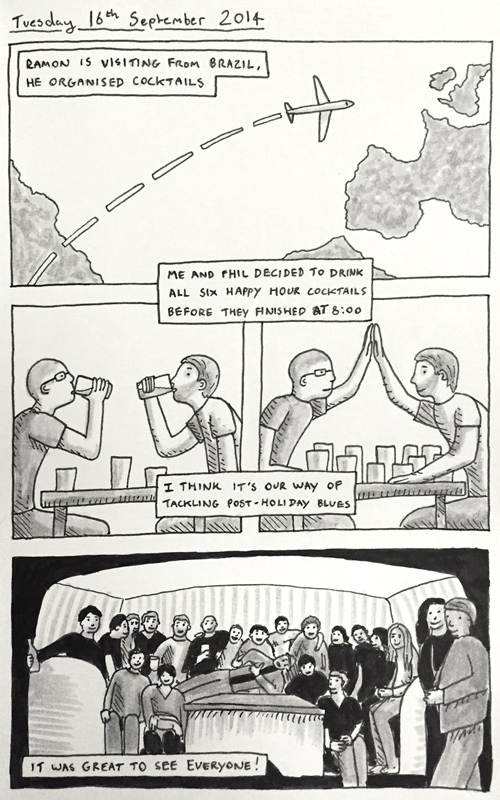 Tuesday 16th September 2014
RAMON IS VISITING FROM BRAZIL,
HE ORGANISED COCKTAILS
ME AND PHIL DECIDED TO DRINK
ALL SIX HAPPY HOUR COCKTAILS
BEFORE THEY FINISHED AT 8:00
I THINK IT'S OUR WAY OF
TACKLING POST-HOLIDAY BLUES
IT WAS GREAT TO SEE EVERYONE!